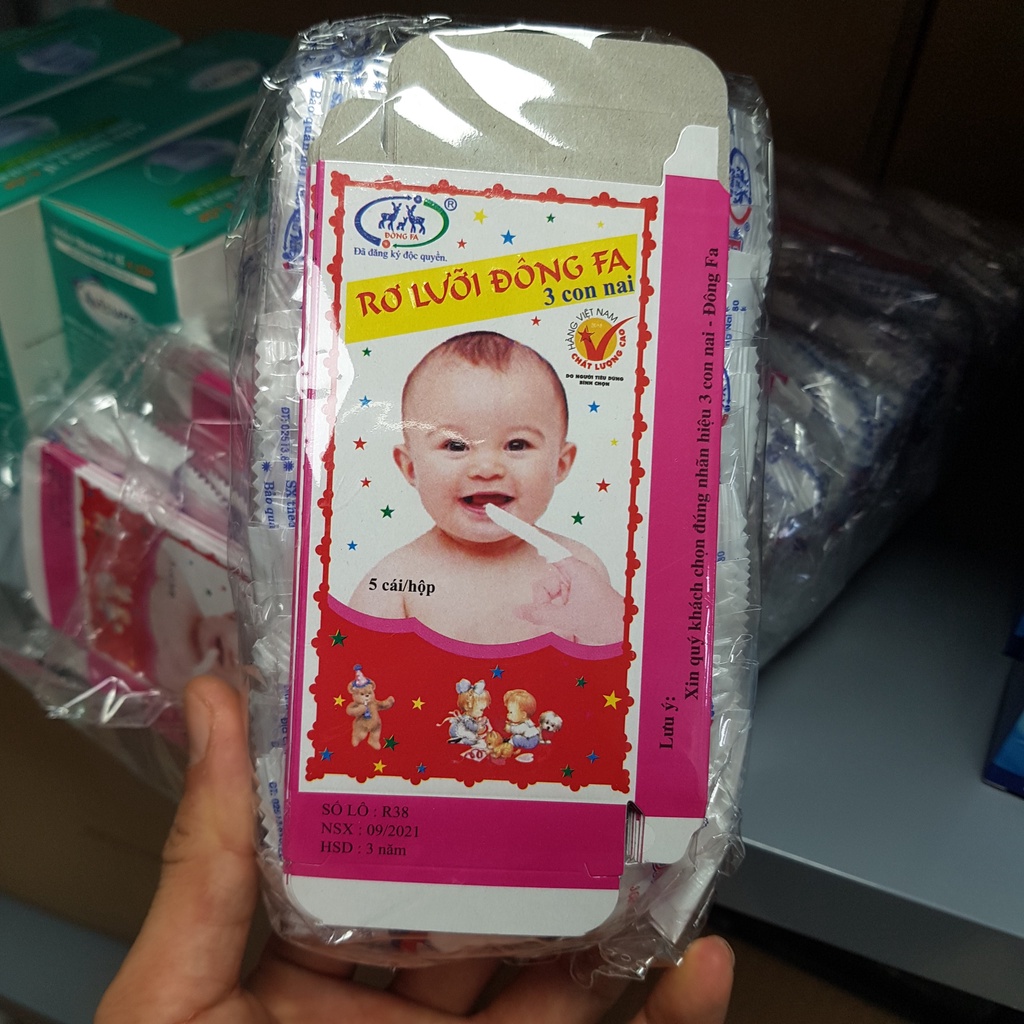 ĐÔNG FA
®
Đã đăng ký độc quyền.
RƠ LƯỠI ĐÔNG FA
3 con nai
HÀNG VIỆT NAM
CHẤT LƯỢNG CAO
DO NGƯỜI TIÊU DÙNG
BÌNH CHỌN
5 cái/hộp
SỐ LÔ : R38
NSX : 09/2021
HSD : 3 năm
Lưu ý:
Xin quý khách chọn đúng nhãn hiệu 3 con nai - Đông Fa